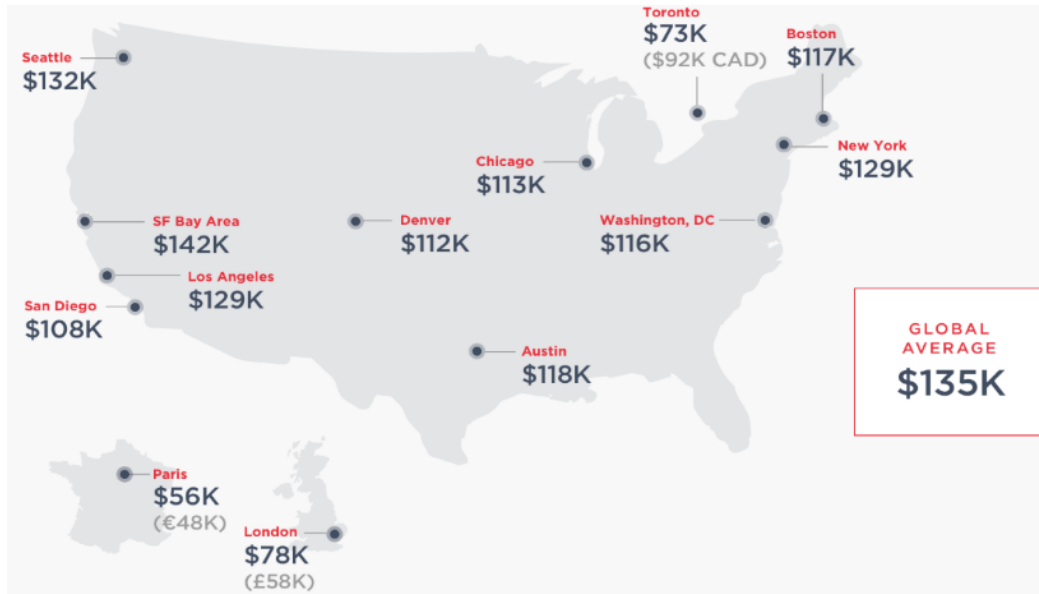 Toronto
$73K
($92K CAD)
Boston
$117K
Seattle
$132K
New York
$129K
Chicago
$113K
SF Bay Area
$142K
Denver
$112K
Washington, DC
$116K
Los Angeles
$129K
San Diego
$108K
Austin
$118K
GLOBAL
AVERAGE
$135K
Paris
$56K
(€48K)
London
$78K
(£58K)